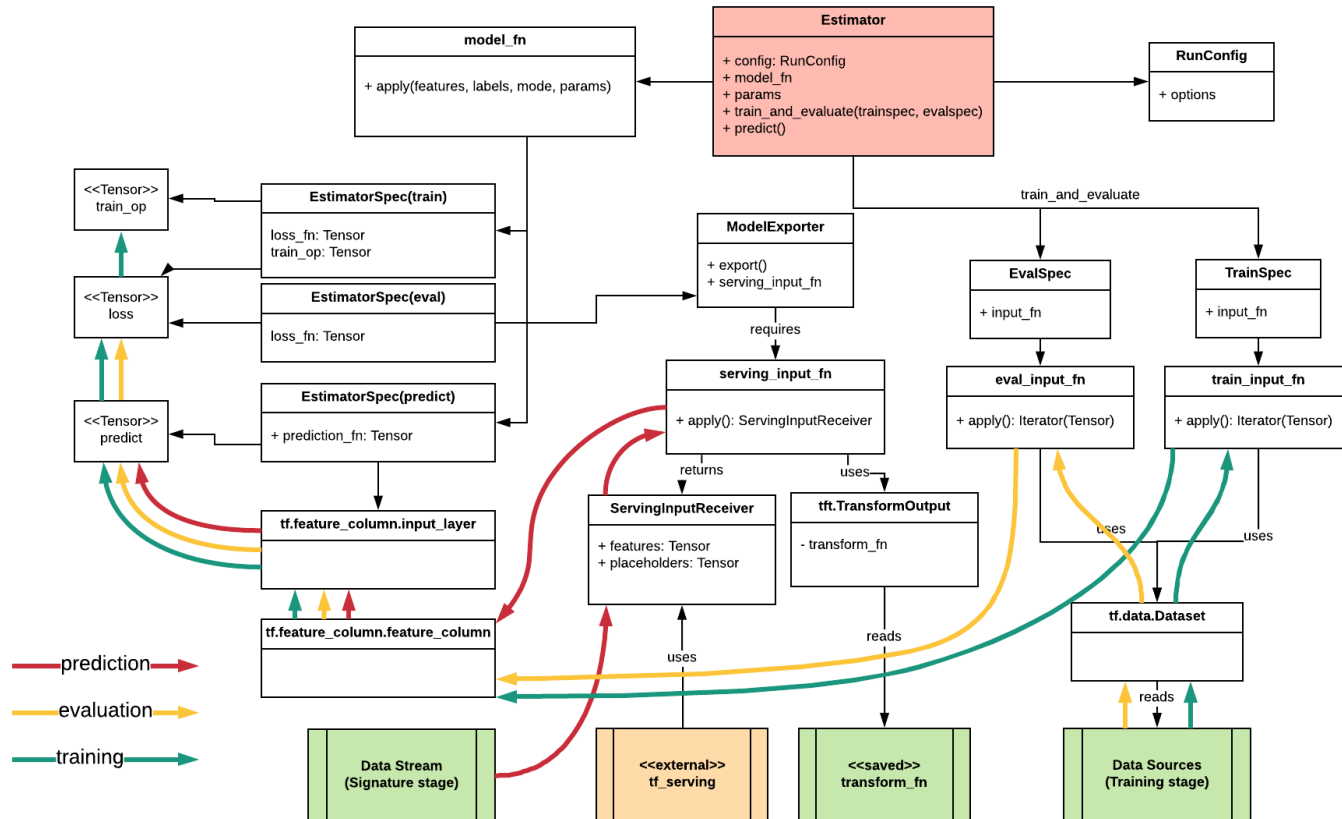 Estimator
+ config: RunConfig
+ model_fn
+ params
+ train_and_evaluate(trainspec, evalspec)
+ predict()
model_fn
+ apply(features, labels, mode, params)
RunConfig
+ options
train_and_evaluate
<<Tensor>>
train_op
EstimatorSpec(train)
loss_fn: Tensor
train_op: Tensor
ModelExporter
+ export()
+ serving_input_fn
EvalSpec
+ input_fn
TrainSpec
+ input_fn
<<Tensor>>
loss
EstimatorSpec(eval)
loss_fn: Tensor
requires
serving_input_fn
+ apply(): ServingInputReceiver
eval_input_fn
+ apply(): Iterator(Tensor)
train_input_fn
+ apply(): Iterator(Tensor)
<<Tensor>>
predict
EstimatorSpec(predict)
+ prediction_fn: Tensor
returns
uses
tf.feature_column.input_layer
ServingInputReceiver
+ features: Tensor
+ placeholders: Tensor
tft.TransformOutput
- transform_fn
uses
uses
tf.feature_column.feature_column
tf.data.Dataset
uses
reads
reads
prediction
evaluation
training
Data Stream
(Signature stage)
<<external>>
tf_serving
<<saved>>
transform_fn
Data Sources
(Training stage)